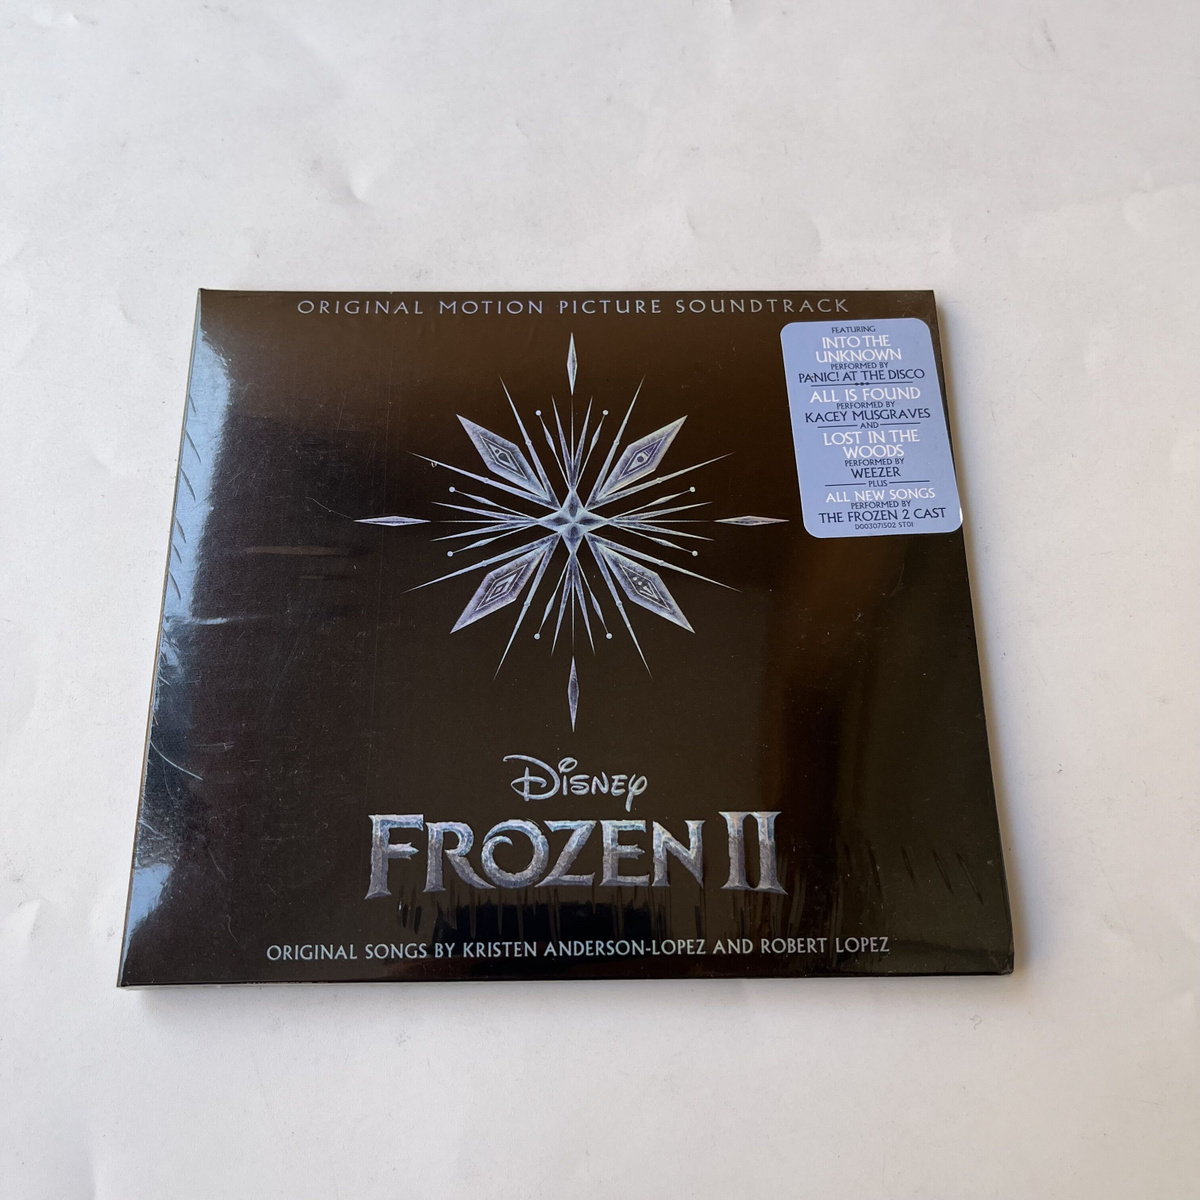 ORIGINAL MOTION PICTURE SOUNDTRACK
FEATURING
INTO THE
UNKNOWN
PERFORMED BY
PANIC! AT THE DISCO
ALL IS FOUND
PERFORMED BY
KACEY MUSGRAVES
AND
LOST IN THE
WOODS
PERFORMED BY
WEEZER
PLUS
ALL NEW SONGS
PERFORMED BY
THE FROZEN 2 CAST
D003071502 ST01
DISNEY
FROZEN II
ORIGINAL SONGS BY KRISTEN ANDERSON-LOPEZ AND ROBERT LOPEZ